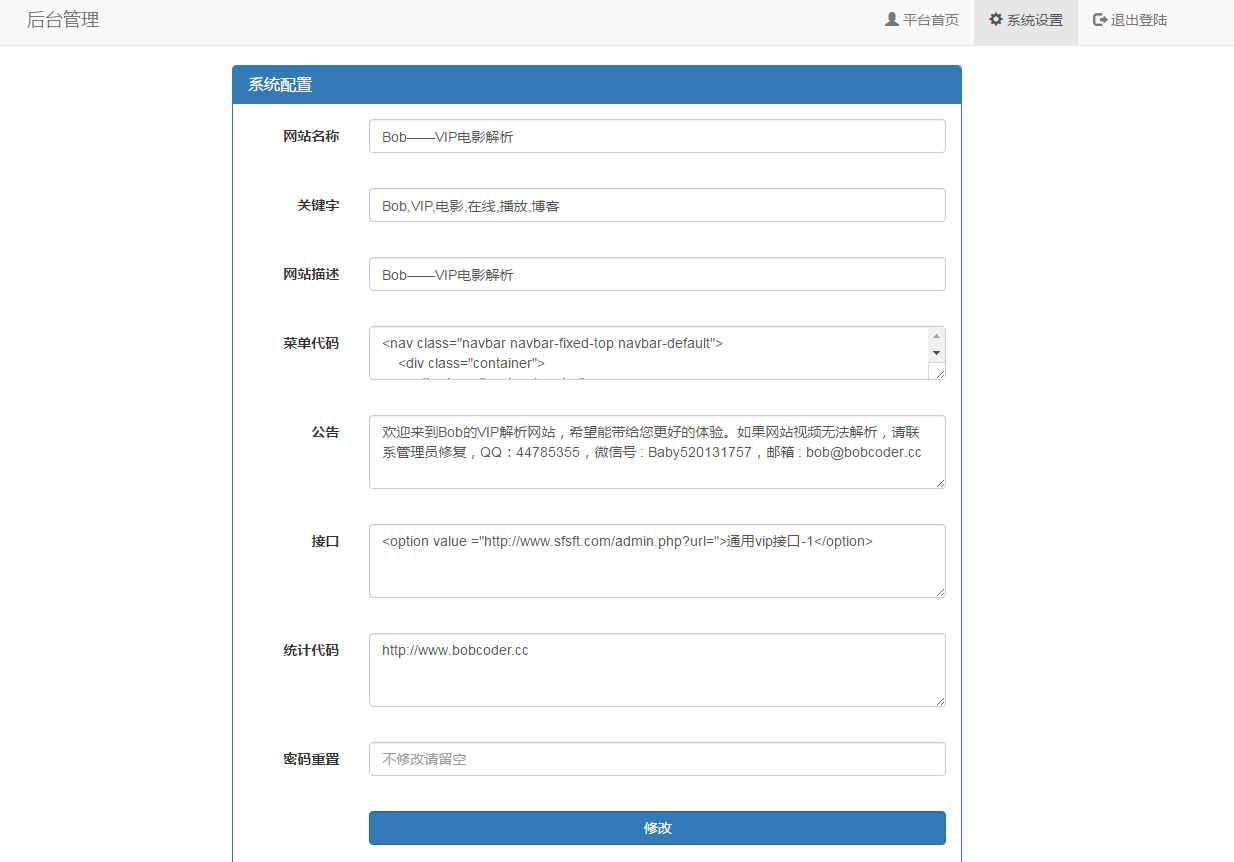 后台管理
平台首页
系统设置
退出登陆
系统配置
网站名称
Bob——VIP电影解析
关键字
Bob,VIP,电影,在线,播放,博客
网站描述
Bob——VIP电影解析
菜单代码
<nav class="navbar navbar-fixed-top navbar-default">
<div class="container">
公告
欢迎来到Bob的VIP解析网站，希望能带给您更好的体验。如果网站视频无法解析，请联
系管理员修复，QQ：44785355，微信号：Baby520131757，邮箱：bob@bobcoder.cc
接口
<option value ="http://www.sfsft.com/admin.php?url=">通用vip接口-1</option>
统计代码
http://www.bobcoder.cc
密码重置
不修改请留空
修改